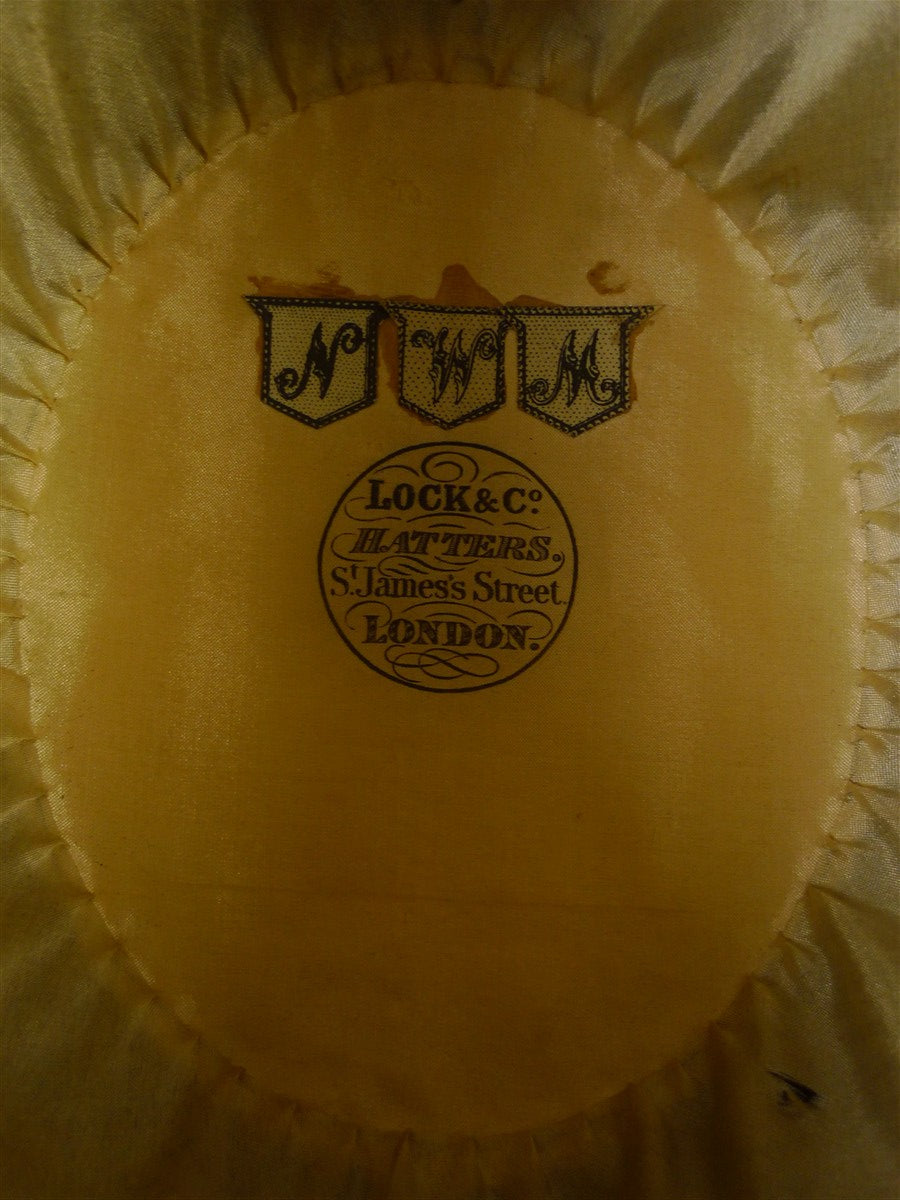 N W M
LOCK & Cº
HATTERS.
Sᵗ James's Street.
LONDON.